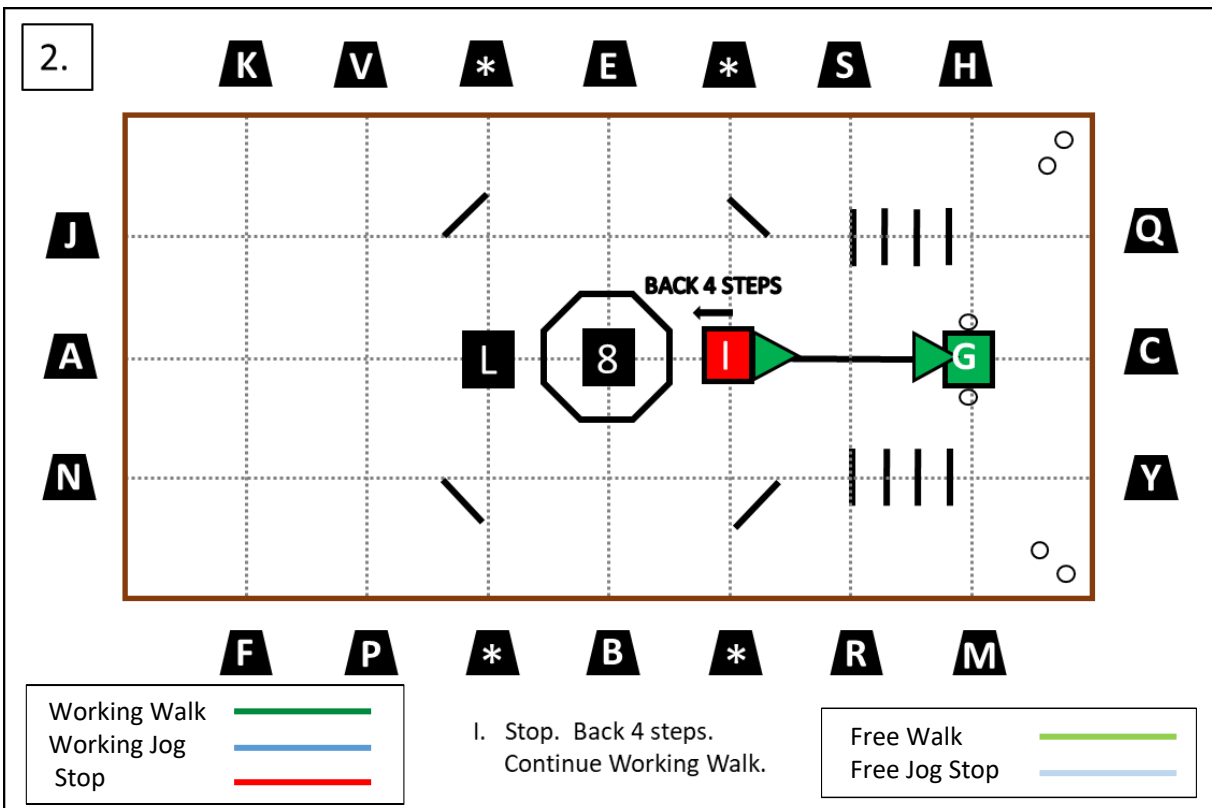 2.
K V * E * S H
J Q
BACK 4 STEPS
A L 8 I G C
N Y
F P * B * R M
Working Walk
Working Jog
Stop
I. Stop. Back 4 steps.
Continue Working Walk.
Free Walk
Free Jog Stop